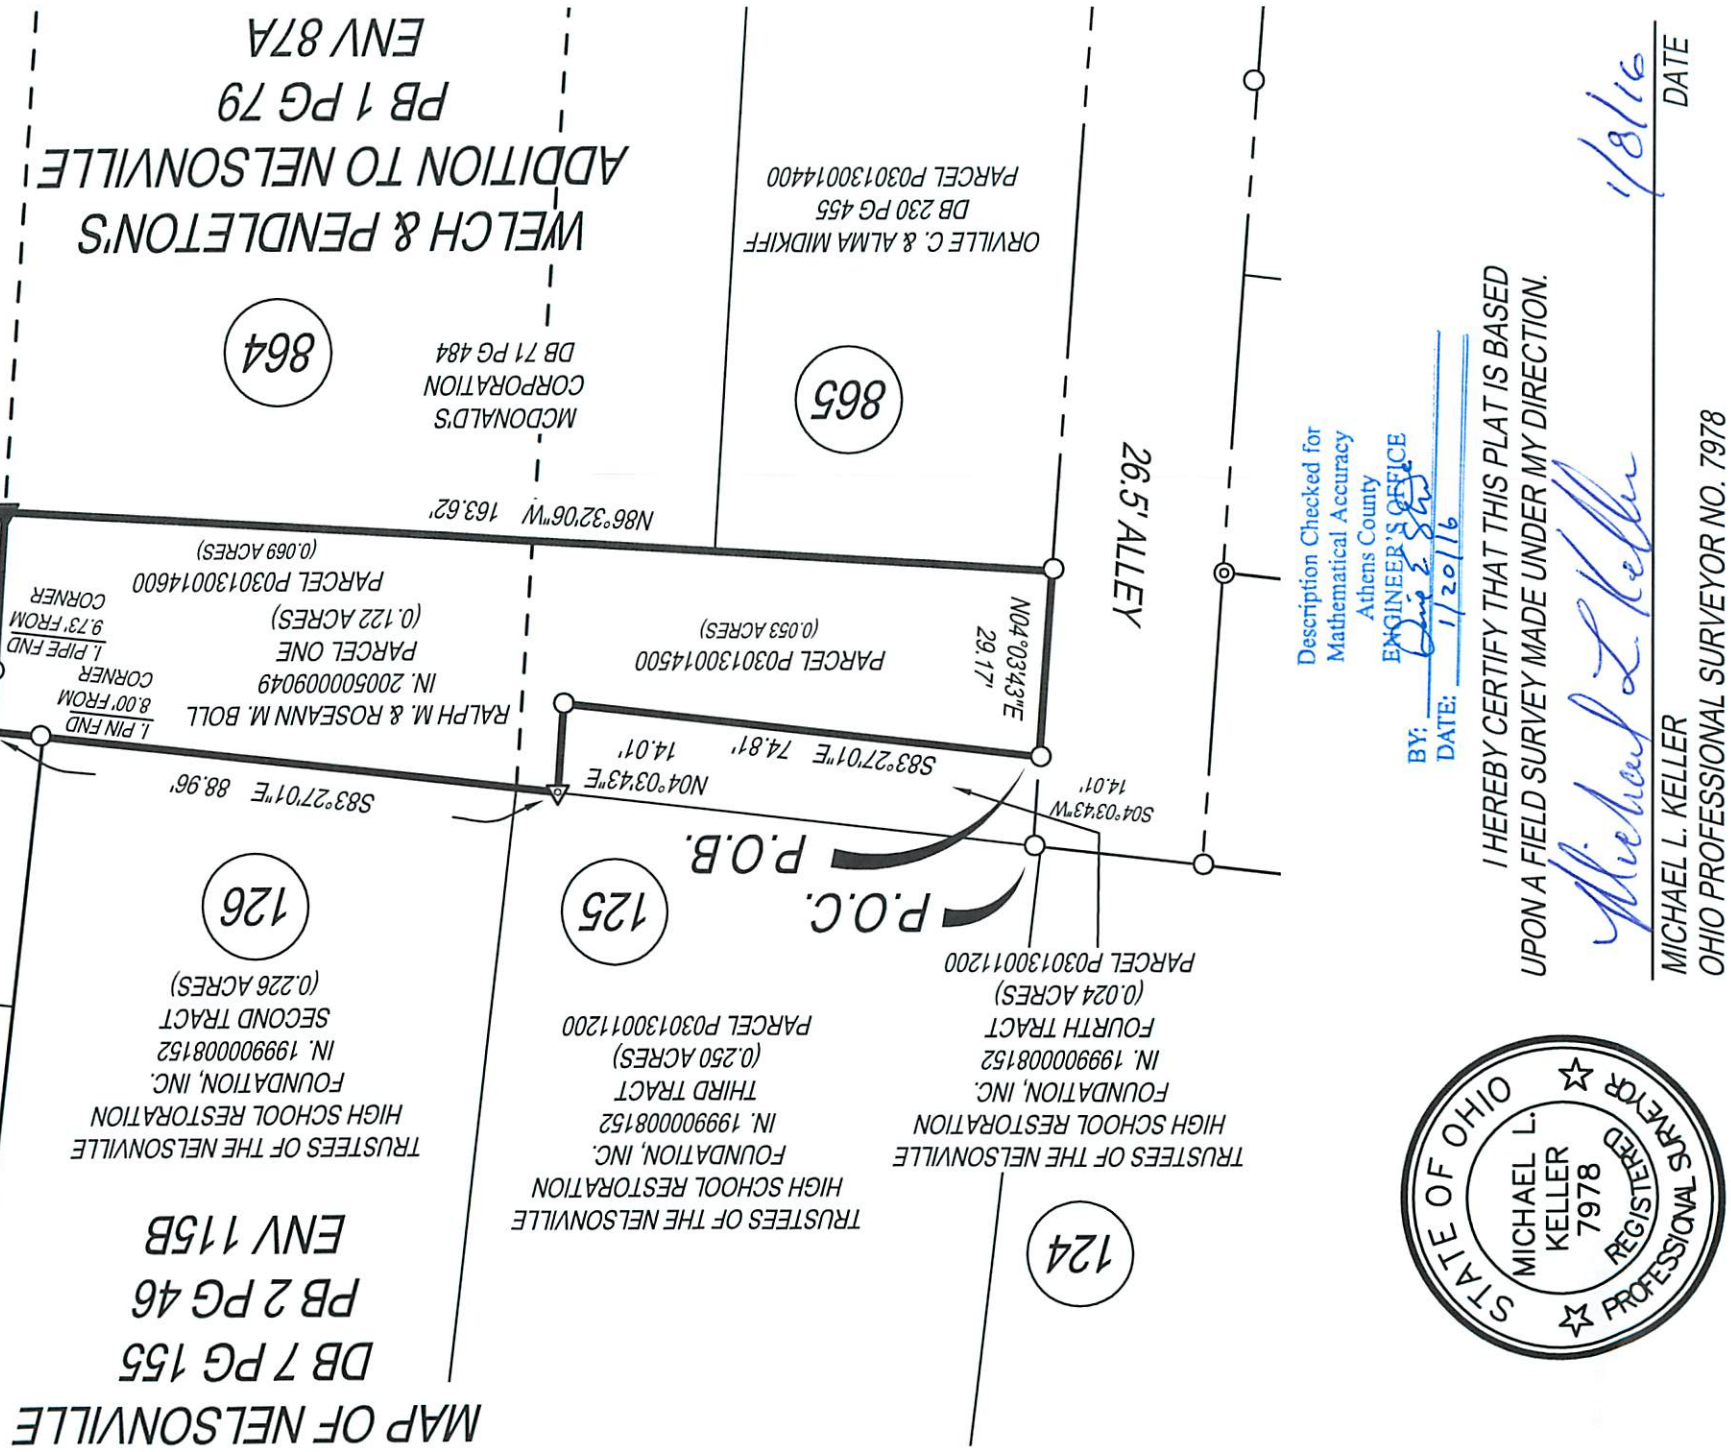 MAP OF NELSONVILLE
DB 7 PG 155
PB 2 PG 46
ENV 115B
124
TRUSTEES OF THE NELSONVILLE
HIGH SCHOOL RESTORATION
FOUNDATION, INC.
IN. 199900008152
FOURTH TRACT
(0.024 ACRES)
PARCEL P030130011200
TRUSTEES OF THE NELSONVILLE
HIGH SCHOOL RESTORATION
FOUNDATION, INC.
IN. 199900008152
THIRD TRACT
(0.250 ACRES)
PARCEL P030130011200
125
TRUSTEES OF THE NELSONVILLE
HIGH SCHOOL RESTORATION
FOUNDATION, INC.
IN. 199900008152
SECOND TRACT
(0.226 ACRES)
126
P.O.C.
P.O.B.
S04°03'43"W
14.01'
S83°27'01"E 74.81'
N04°03'43"E
14.01'
S83°27'01"E 88.96'
I. PIN FND
8.00' FROM
CORNER
I. PIPE FND
9.73' FROM
CORNER
RALPH M. & ROSEANN M. BOLL
IN. 200500009049
PARCEL ONE
(0.122 ACRES)
PARCEL P030130014600
(0.069 ACRES)
PARCEL P030130014500
(0.053 ACRES)
N04°03'43"E
29.17'
N86°32'06"W 163.62'
26.5' ALLEY
865
ORVILLE C. & ALMA MIDKIFF
DB 230 PG 455
PARCEL P030130014400
MCDONALD'S
CORPORATION
DB 71 PG 484
864
WELCH & PENDLETON'S
ADDITION TO NELSONVILLE
PB 1 PG 79
ENV 87A
Description Checked for
Mathematical Accuracy
Athens County
ENGINEER'S OFFICE
BY:
DATE: 1/20/16
I HEREBY CERTIFY THAT THIS PLAT IS BASED
UPON A FIELD SURVEY MADE UNDER MY DIRECTION.
Michael L Keller 1/8/16
MICHAEL L. KELLER DATE
OHIO PROFESSIONAL SURVEYOR NO. 7978
STATE OF OHIO
MICHAEL L.
KELLER
7978
REGISTERED
PROFESSIONAL SURVEYOR